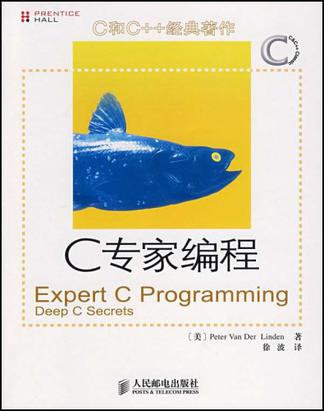 PRENTICE
HALL
C和C++经典著作
C
C&C++ Classic
C专家编程
Expert C Programming
Deep C Secrets
[美] Peter Van Der Linden 著
徐波 译
人民邮电出版社
POSTS & TELECOM PRESS